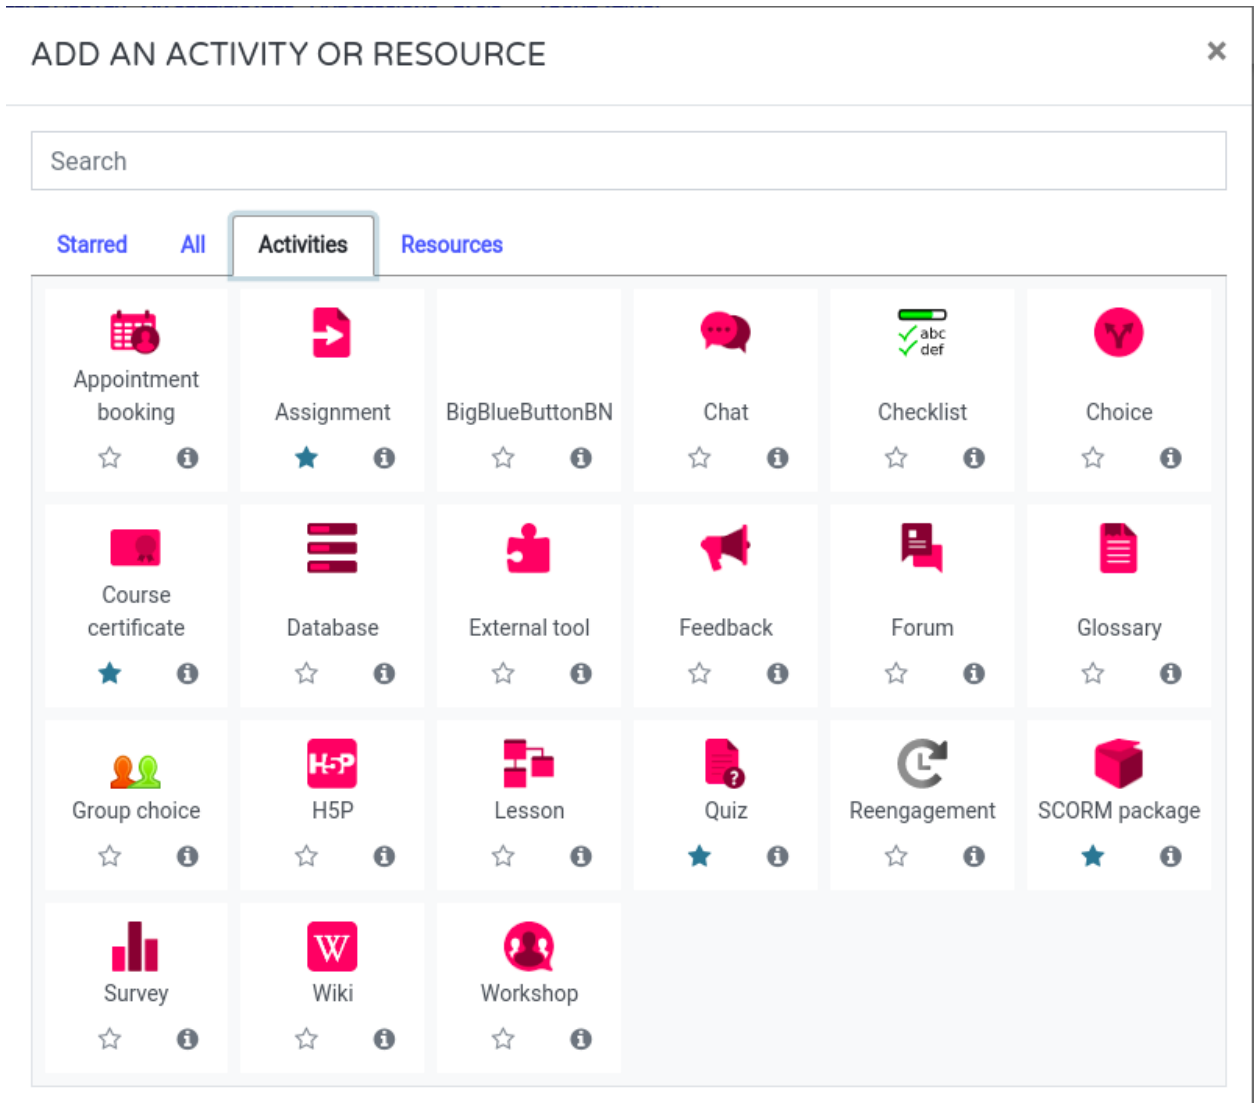 ADD AN ACTIVITY OR RESOURCE
×
Search
Starred All Activities Resources
abc
def
Appointment
booking
Assignment
BigBlueButtonBN
Chat
Checklist
Choice
Course
certificate
Database
External tool
Feedback
Forum
Glossary
H5P
?
L
Group choice
H5P
Lesson
Quiz
Reengagement
SCORM package
W
Survey
Wiki
Workshop